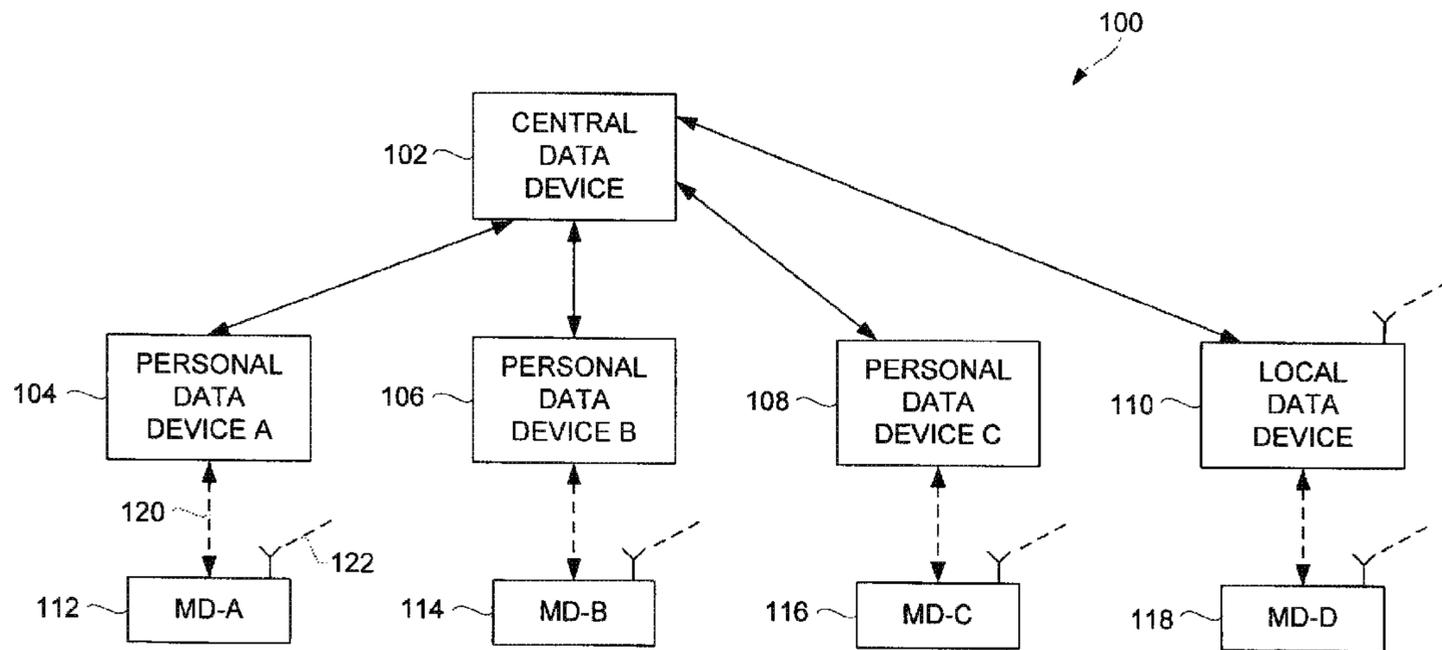 100
CENTRAL
DATA
DEVICE
102
PERSONAL
DATA
DEVICE A
104
PERSONAL
DATA
DEVICE B
106
PERSONAL
DATA
DEVICE C
108
LOCAL
DATA
DEVICE
110
120
122
112
MD-A
114
MD-B
116
MD-C
118
MD-D